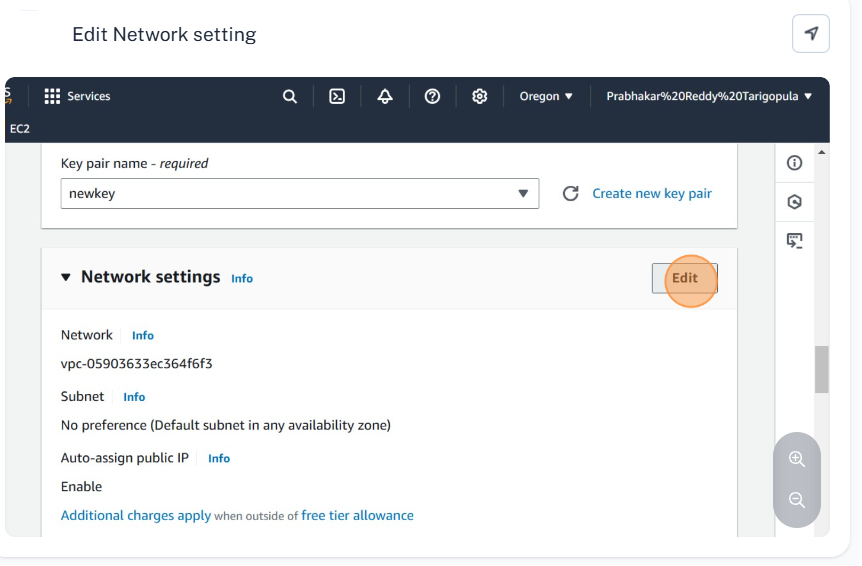 Edit Network setting
Services
Oregon ▼
Prabhakar%20Reddy%20Tarigopula ▼
EC2
Key pair name - required
newkey
Create new key pair
Network settings Info
Edit
Network Info
vpc-05903633ec364f6f3
Subnet Info
No preference (Default subnet in any availability zone)
Auto-assign public IP Info
Enable
Additional charges apply when outside of free tier allowance